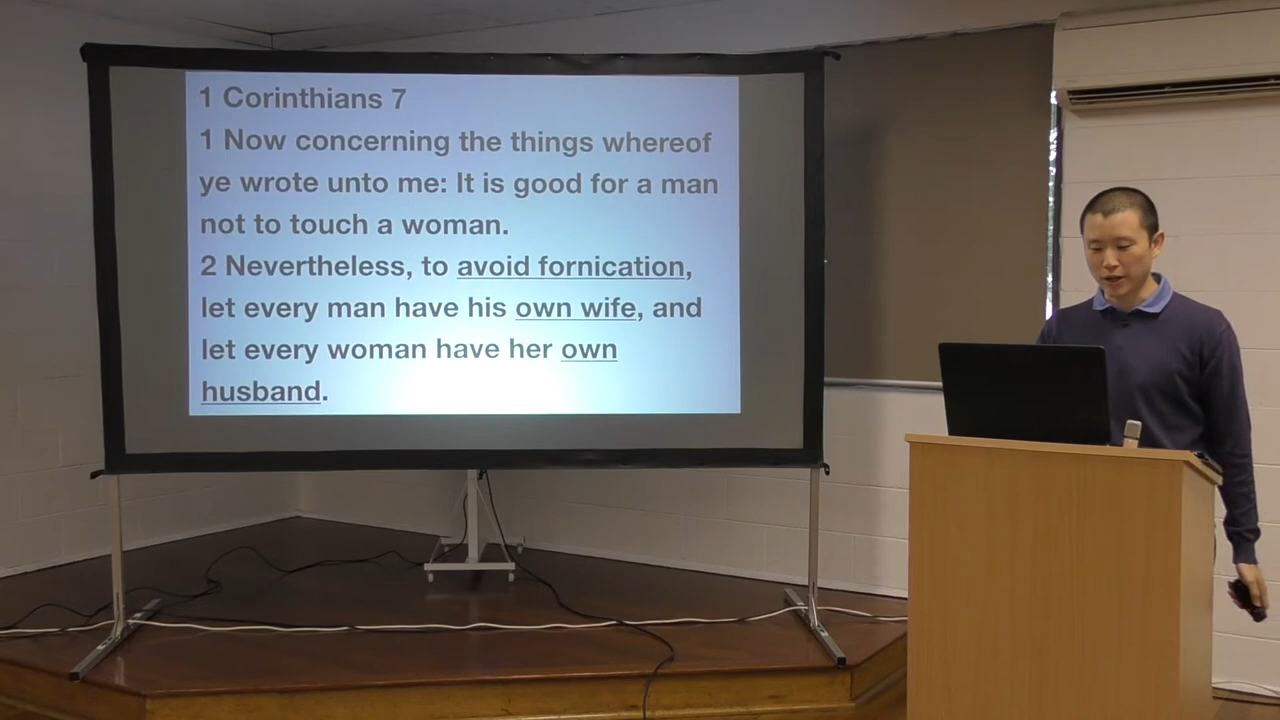 1 Corinthians 7
1 Now concerning the things whereof
ye wrote unto me: It is good for a man
not to touch a woman.
2 Nevertheless, to avoid fornication,
let every man have his own wife, and
let every woman have her own
husband.